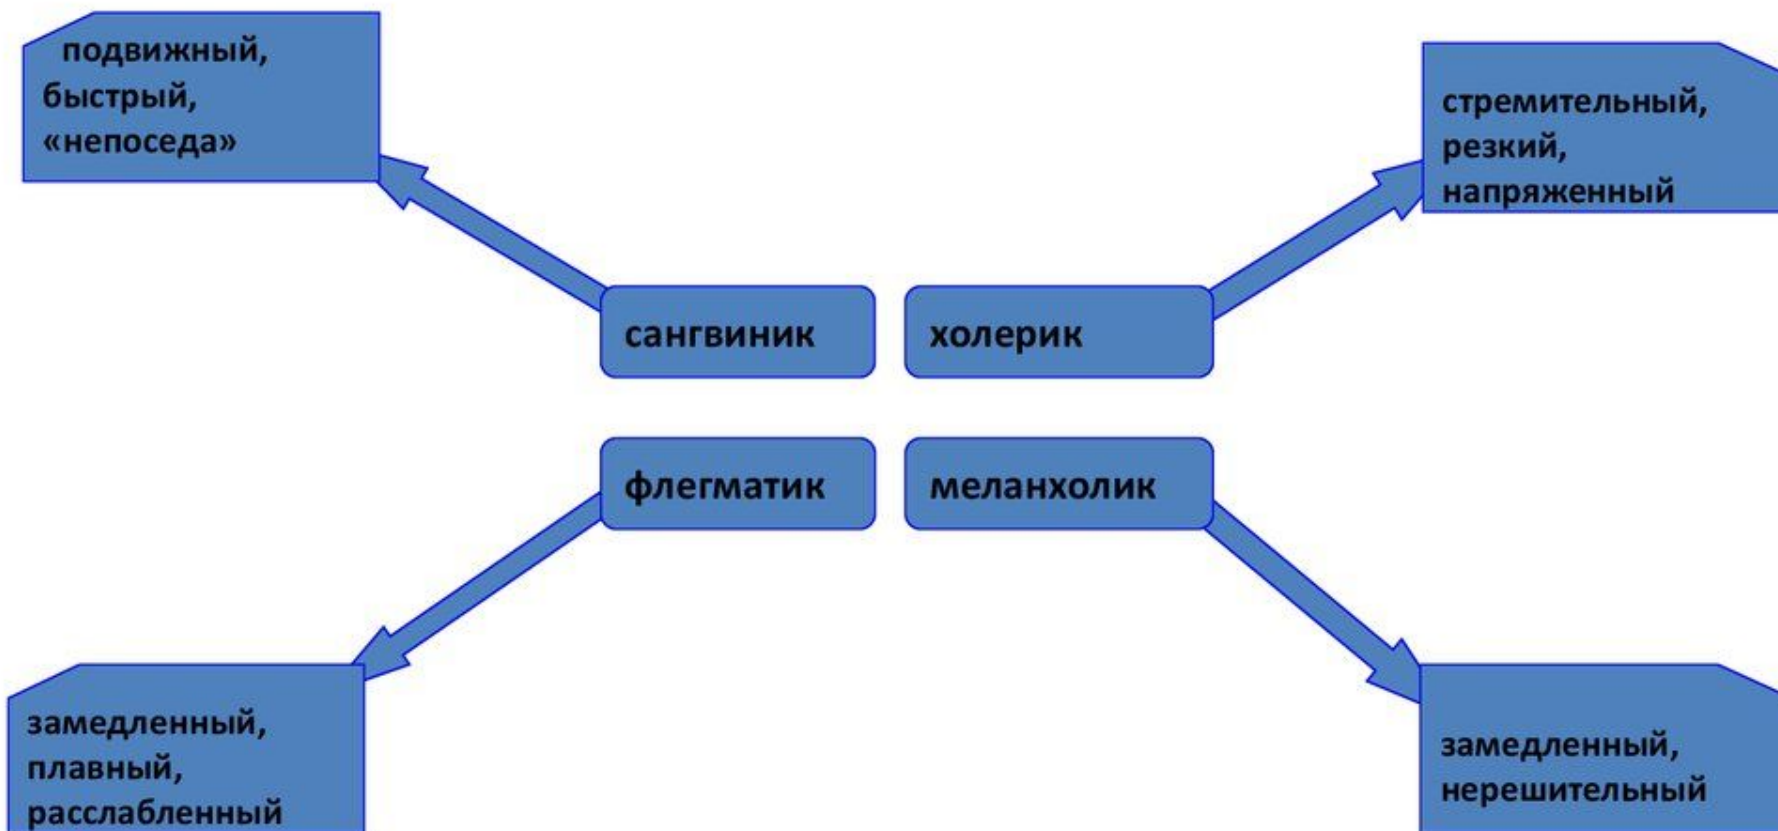 подвижный,
быстрый,
«непоседа»
стремительный,
резкий,
напряженный
сангвиник
холерик
флегматик
меланхолик
замедленный,
плавный,
расслабленный
замедленный,
нерешительный